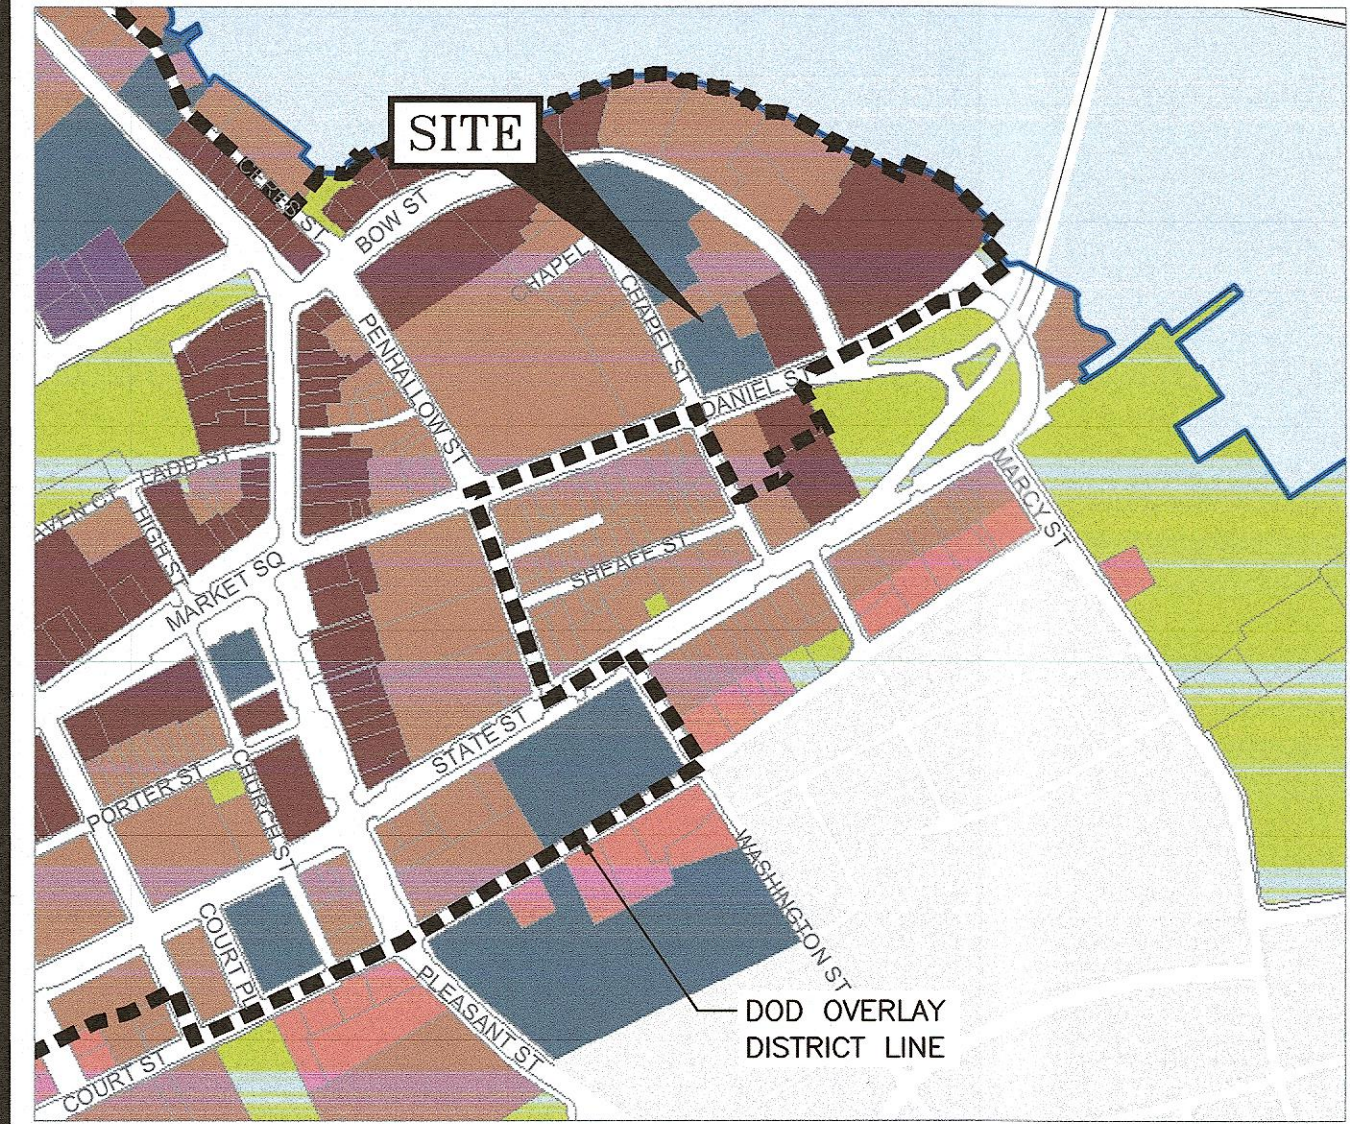 SITE
CERES ST
BOW ST
CHAPEL
CHAPEL ST
PENHALLOW ST
DANIEL ST
LADD ST
HAVEN CT
HIGH ST
MARCY ST
MARKET SQ
SHEAFE ST
STATE ST
PORTER ST
CHURCH ST
WASHINGTON ST
COURT PL
PLEASANT ST
DOD OVERLAY
DISTRICT LINE
COURT ST